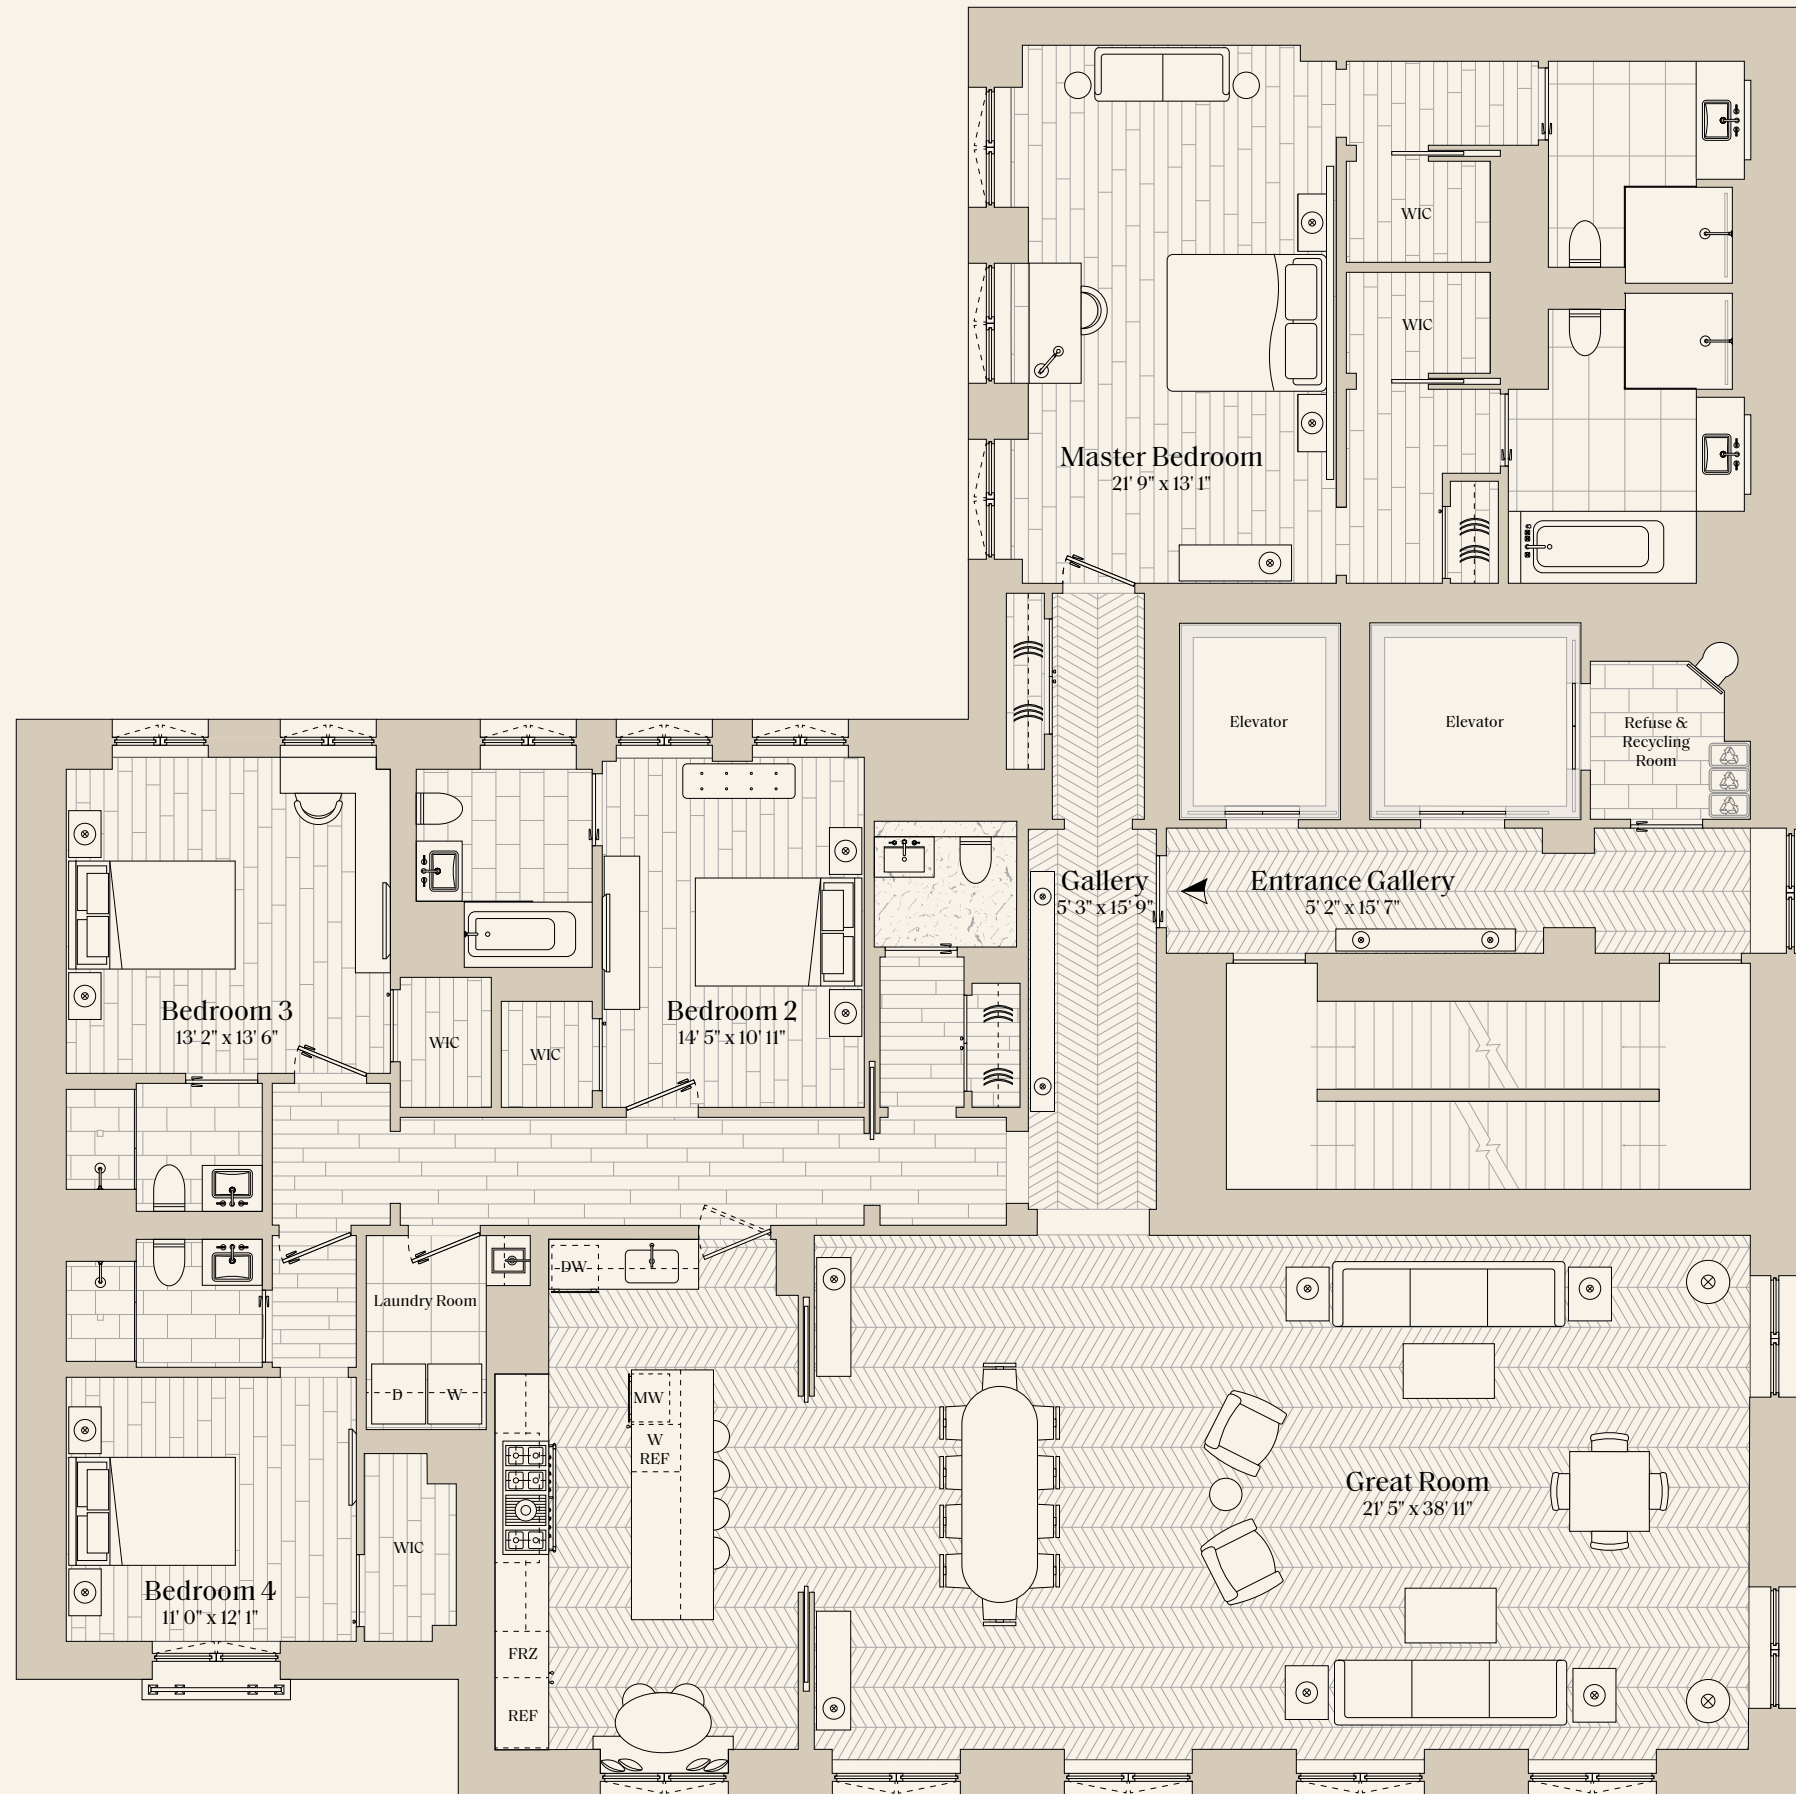 WIC
WIC
Master Bedroom
21' 9" x 13' 1"
Elevator
Elevator
Refuse &
Recycling
Room
Gallery
5' 3" x 15' 9"
Entrance Gallery
5' 2" x 15' 7"
Bedroom 3
13' 2" x 13' 6"
WIC
WIC
Bedroom 2
14' 5" x 10' 11"
Laundry Room
D
W
DW
MW
W
REF
Great Room
21' 5" x 38' 11"
WIC
Bedroom 4
11' 0" x 12' 1"
FRZ
REF